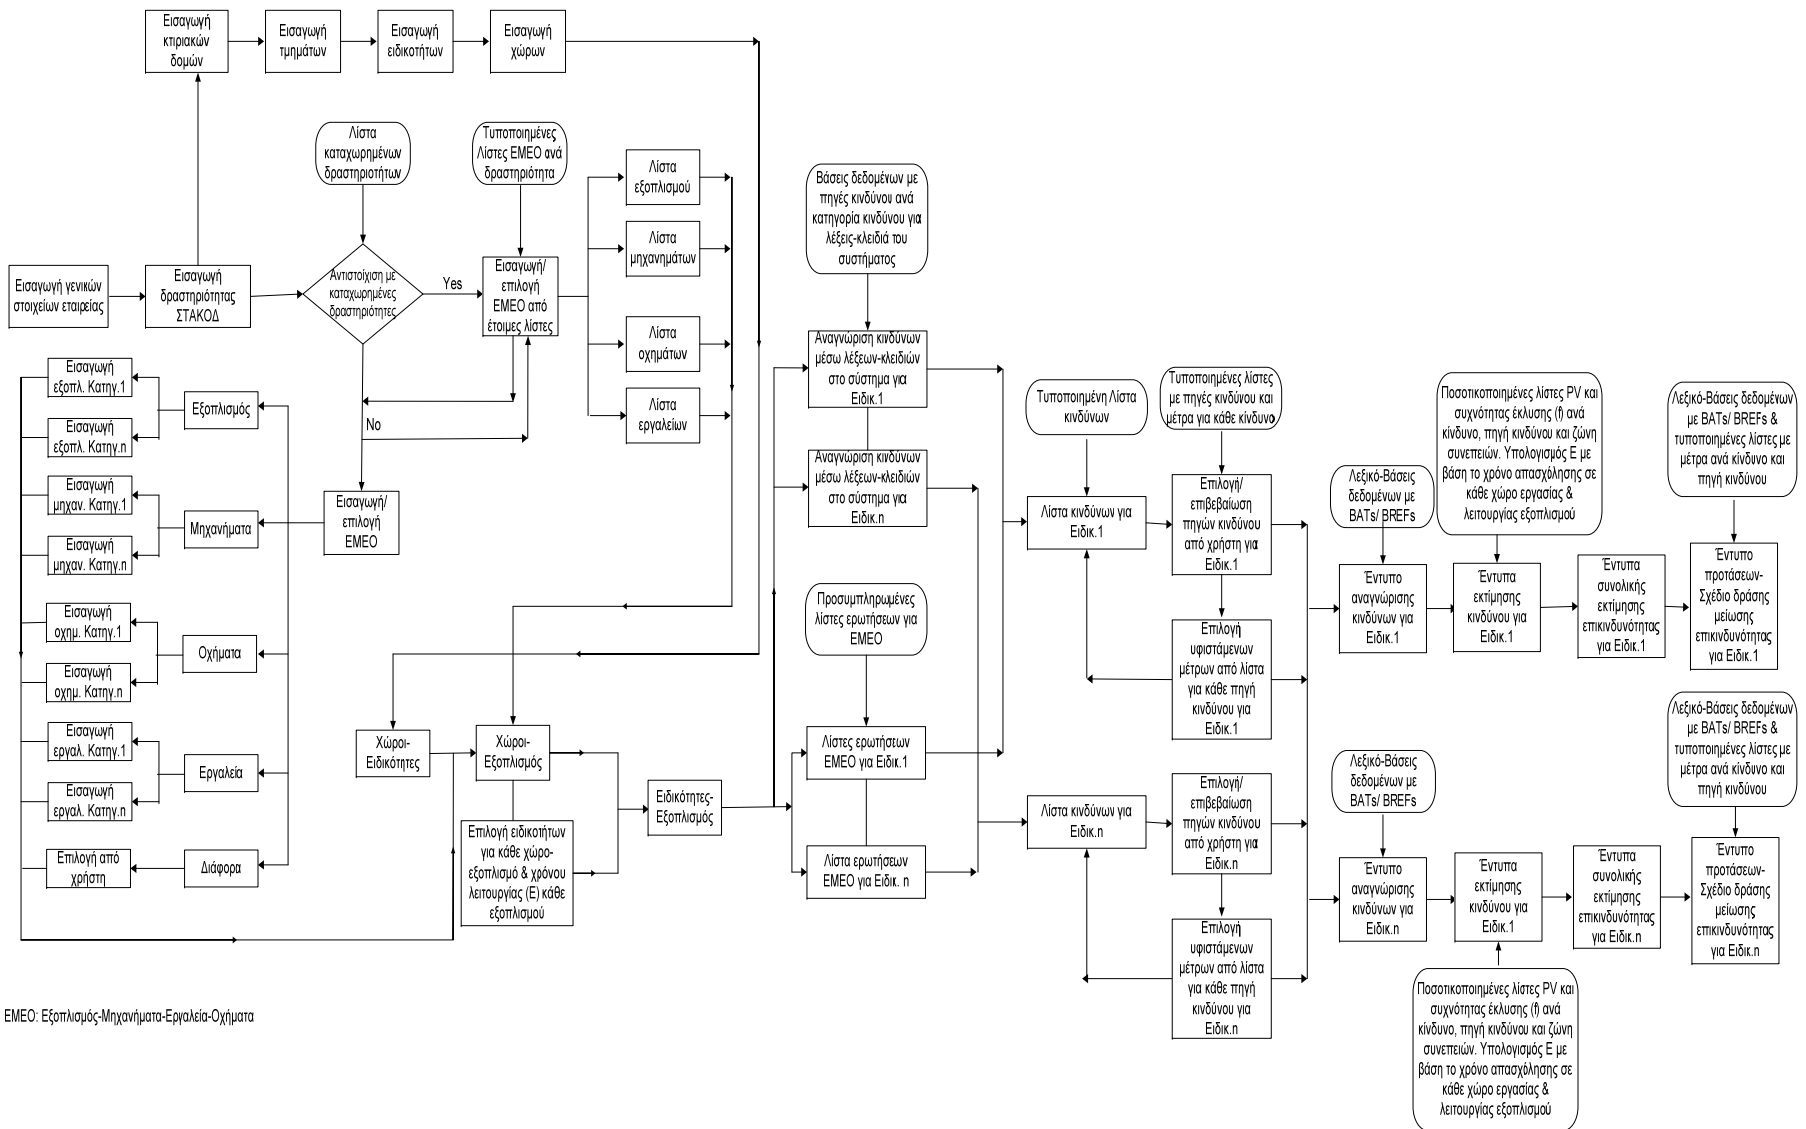 Εισαγωγή
κτιριακών
δομών
Εισαγωγή
τμημάτων
Εισαγωγή
ειδικοτήτων
Εισαγωγή
χώρων
Λίστα
καταχωρημένων
δραστηριοτήτων
Τυποποιημένες
Λίστες ΕΜΕΟ ανά
δραστηριότητα
Λίστα
εξοπλισμού
Λίστα
μηχανημάτων
Λίστα
οχημάτων
Λίστα
εργαλείων
Εισαγωγή γενικών
στοιχείων εταιρείας
Εισαγωγή
δραστηριότητας
ΣΤΑΚΟΔ
Αντιστοίχιση με
καταχωρημένες
δραστηριότητες
Yes
No
Εισαγωγή/
επιλογή
ΕΜΕΟ από
έτοιμες λίστες
Εισαγωγή/
επιλογή
ΕΜΕΟ
Εισαγωγή
εξοπλ. Κατηγ.1
Εισαγωγή
εξοπλ. Κατηγ.n
Εξοπλισμός
Εισαγωγή
μηχαν. Κατηγ.1
Εισαγωγή
μηχαν. Κατηγ.n
Μηχανήματα
Εισαγωγή
οχημ. Κατηγ.1
Εισαγωγή
οχημ. Κατηγ.n
Οχήματα
Εισαγωγή
εργαλ. Κατηγ.1
Εισαγωγή
εργαλ. Κατηγ.n
Εργαλεία
Επιλογή από
χρήστη
Διάφορα
Χώροι-
Ειδικότητες
Χώροι-
Εξοπλισμός
Επιλογή ειδικοτήτων
για κάθε χώρο-
εξοπλισμό & χρόνου
λειτουργίας (Ε) κάθε
εξοπλισμού
Ειδικότητες-
Εξοπλισμός
Βάσεις δεδομένων με
πηγές κινδύνου ανά
κατηγορία κινδύνου για
λέξεις-κλειδιά του
συστήματος
Αναγνώριση κινδύνων
μέσω λέξεων-κλειδιών
στο σύστημα για
Ειδικ.1
Αναγνώριση κινδύνων
μέσω λέξεων-κλειδιών
στο σύστημα για
Ειδικ.n
Προσυμπληρωμένες
λίστες ερωτήσεων για
ΕΜΕΟ
Λίστες ερωτήσεων
ΕΜΕΟ για Ειδικ.1
Λίστα ερωτήσεων
ΕΜΕΟ για Ειδικ. n
Τυποποιημένη Λίστα
κινδύνων
Λίστα κινδύνων για
Ειδικ.1
Λίστα κινδύνων για
Ειδικ.n
Τυποποιημένες λίστες
με πηγές κινδύνου και
μέτρα για κάθε κίνδυνο
Επιλογή/
επιβεβαίωση
πηγών κινδύνου
από χρήστη για
Ειδικ.1
Επιλογή
υφιστάμενων
μέτρων από λίστα
για κάθε πηγή
κινδύνου για
Ειδικ.1
Επιλογή/
επιβεβαίωση
πηγών κινδύνου
από χρήστη για
Ειδικ.n
Επιλογή
υφιστάμενων
μέτρων από λίστα
για κάθε πηγή
κινδύνου για
Ειδικ.n
Λεξικό-Βάσεις
δεδομένων με
BATs/ BREFs
Έντυπο
αναγνώρισης
κινδύνων για
Ειδικ.1
Ποσοτικοποιημένες λίστες PV και
συχνότητας έκλυσης (f) ανά
κίνδυνο, πηγή κινδύνου και ζώνη
συνεπειών. Υπολογισμός Ε με
βάση το χρόνο απασχόλησης σε
κάθε χώρο εργασίας &
λειτουργίας εξοπλισμού
Έντυπα
εκτίμησης
κινδύνου για
Ειδικ.1
Έντυπα
συνολικής
εκτίμησης
επικινδυνότητας
για Ειδικ.1
Λεξικό-Βάσεις δεδομένων
με BATs/ BREFs &
τυποποιημένες λίστες με
μέτρα ανά κίνδυνο και
πηγή κινδύνου
Έντυπο
προτάσεων-
Σχέδιο δράσης
μείωσης
επικινδυνότητας
για Ειδικ.1
Λεξικό-Βάσεις
δεδομένων με
BATs/ BREFs
Έντυπο
αναγνώρισης
κινδύνων για
Ειδικ.n
Έντυπα
εκτίμησης
κινδύνου για
Ειδικ.1
Έντυπα
συνολικής
εκτίμησης
επικινδυνότητας
για Ειδικ.n
Λεξικό-Βάσεις δεδομένων
με BATs/ BREFs &
τυποποιημένες λίστες με
μέτρα ανά κίνδυνο και
πηγή κινδύνου
Έντυπο
προτάσεων-
Σχέδιο δράσης
μείωσης
επικινδυνότητας
για Ειδικ.n
Ποσοτικοποιημένες λίστες PV και
συχνότητας έκλυσης (f) ανά
κίνδυνο, πηγή κινδύνου και ζώνη
συνεπειών. Υπολογισμός Ε με
βάση το χρόνο απασχόλησης σε
κάθε χώρο εργασίας &
λειτουργίας εξοπλισμού
ΕΜΕΟ: Εξοπλισμός-Μηχανήματα-Εργαλεία-Οχήματα